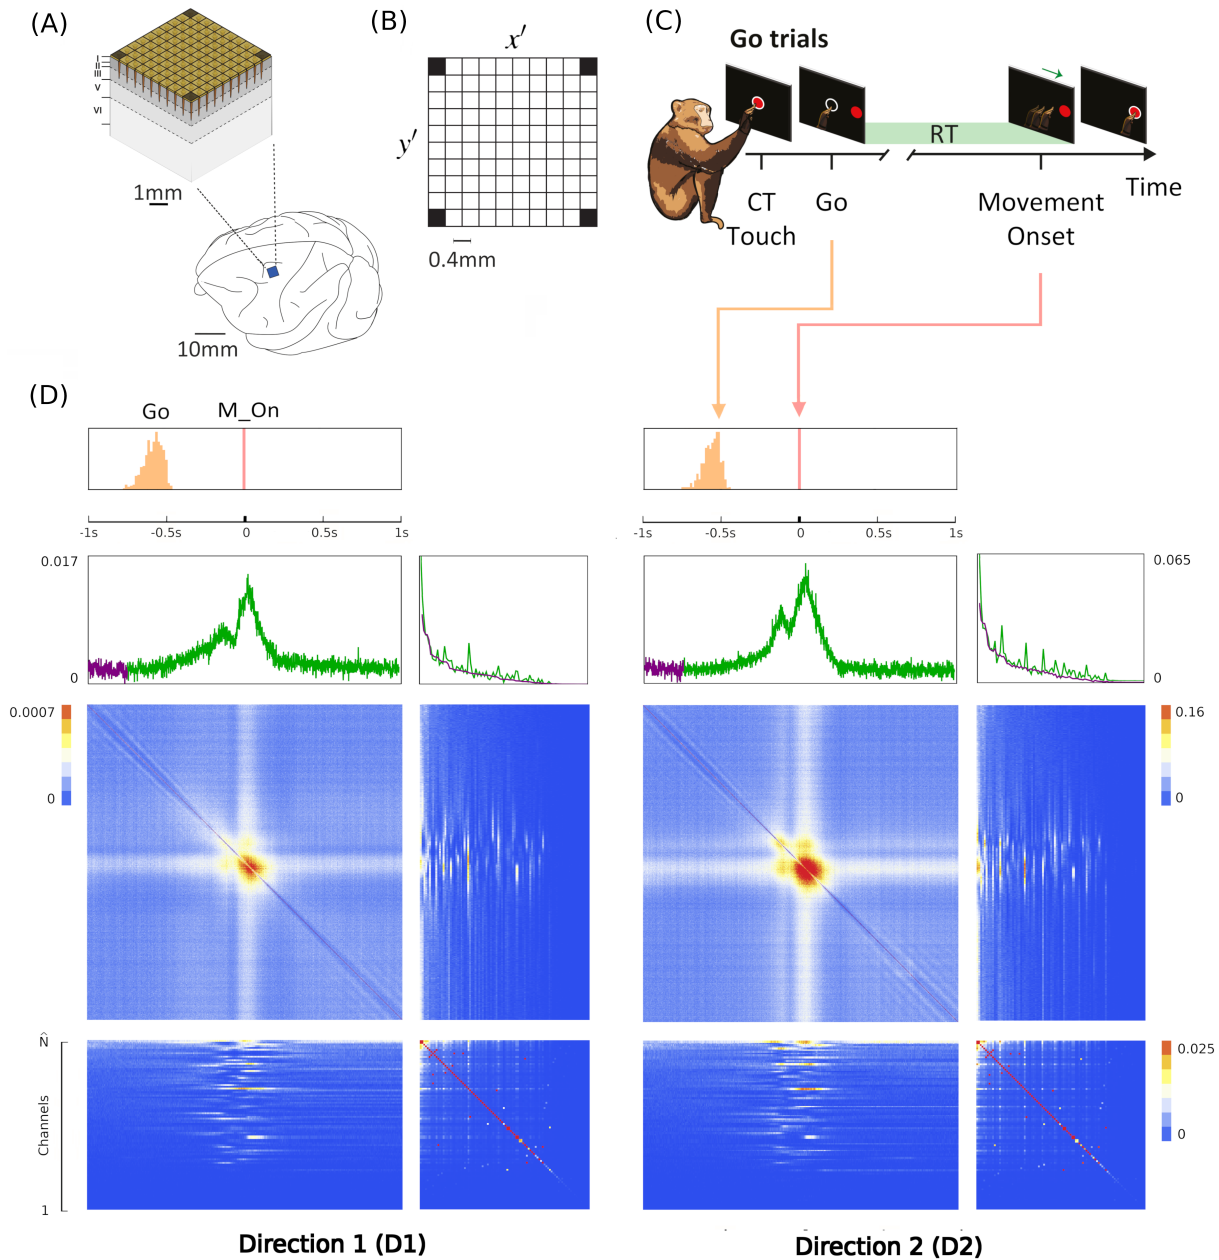 (A)
I
II
III
V
VI
1mm
10mm
(B)
x′
y′
0.4mm
(C)
Go trials
RT
CT
Touch
Go
Movement
Onset
Time
(D)
Go
M_On
-1s
-0.5s
0
0.5s
1s
-1s
-0.5s
0
0.5s
1s
0.017
0
0.065
0
0.0007
0
0.16
0
N̂
Channels
1
0.025
0
Direction 1 (D1)
Direction 2 (D2)